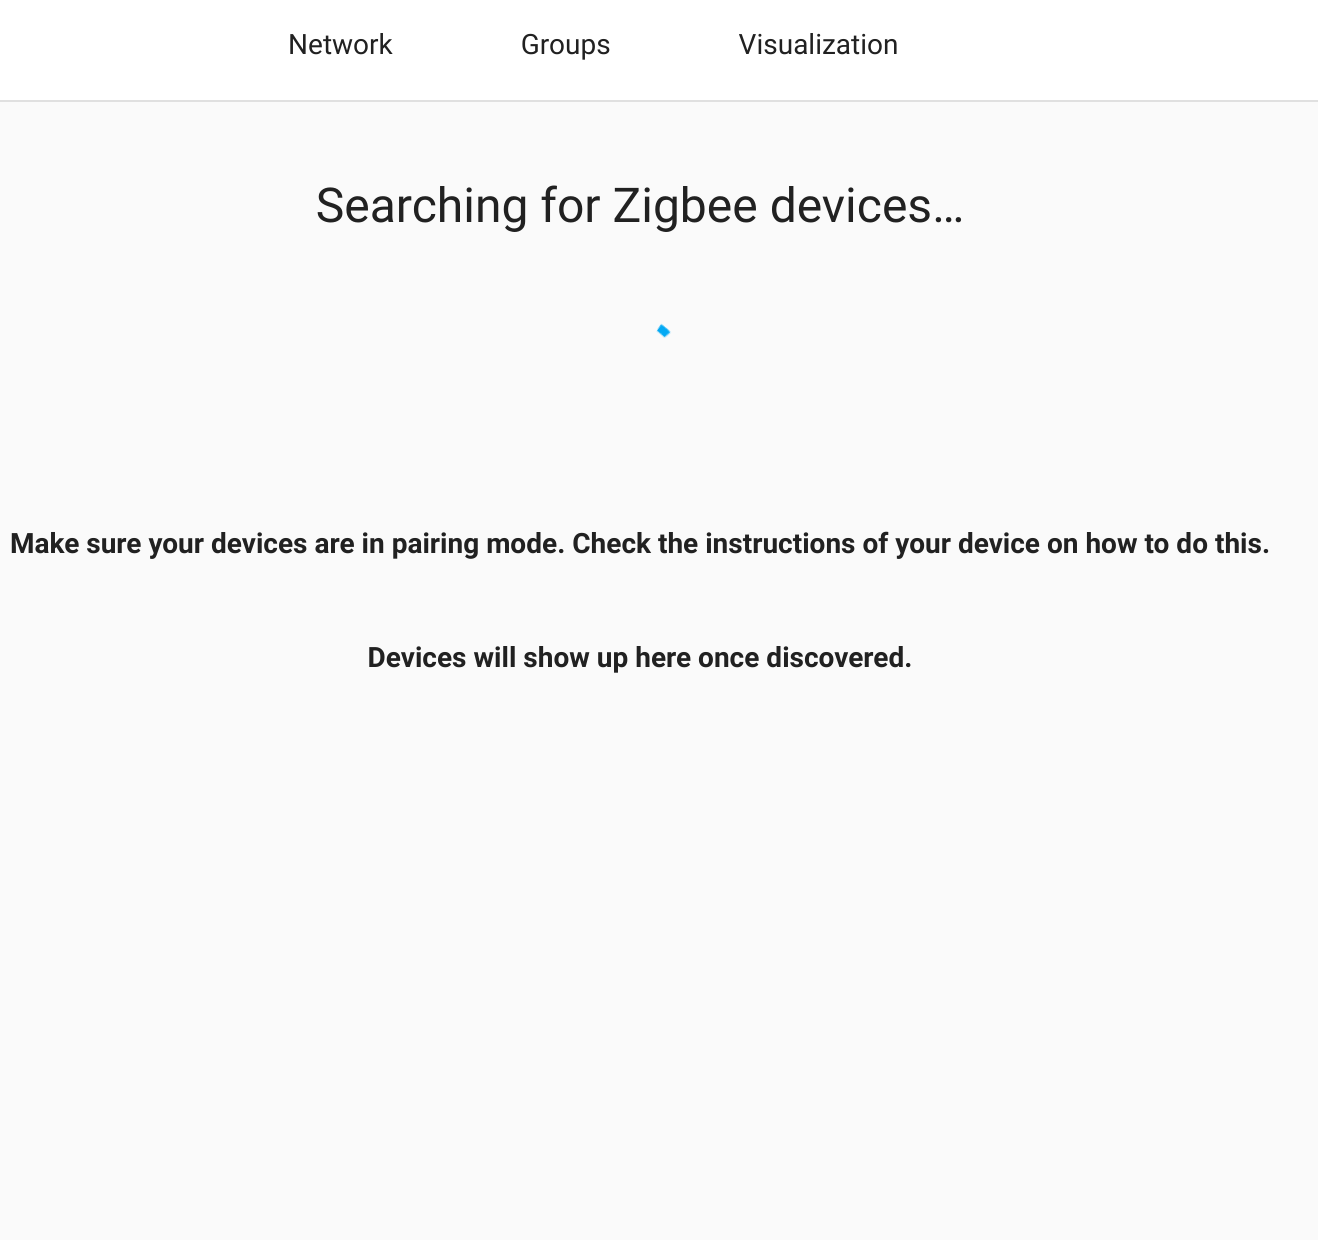 Network Groups Visualization
Searching for Zigbee devices…
Make sure your devices are in pairing mode. Check the instructions of your device on how to do this.
Devices will show up here once discovered.